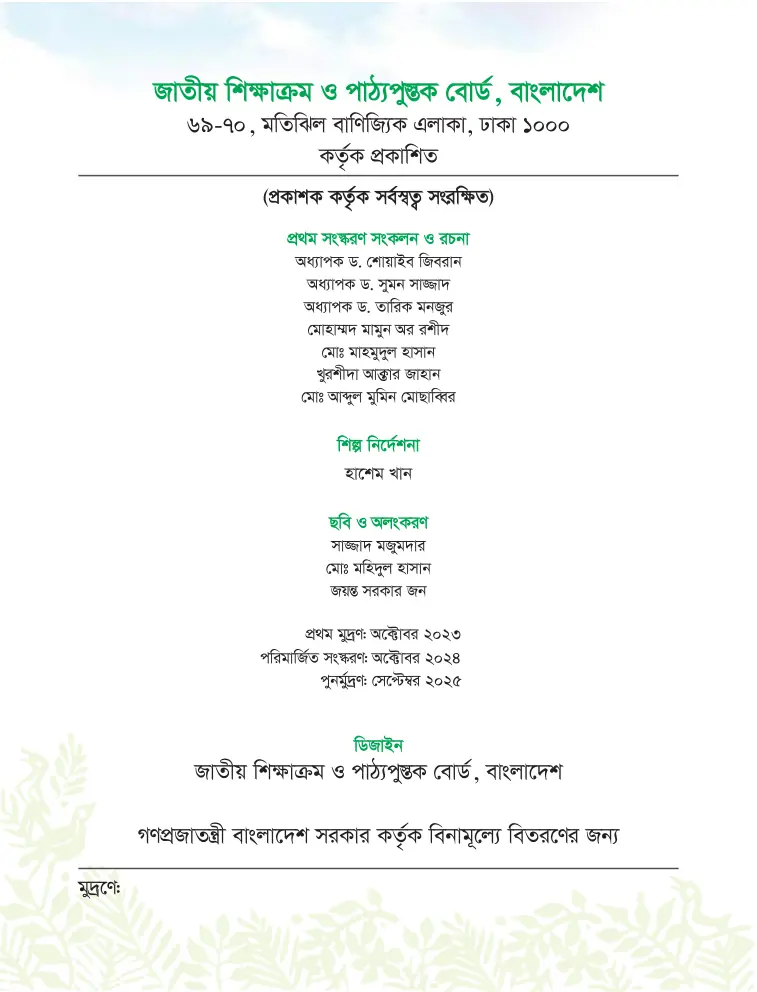 জাতীয় শিক্ষাক্রম ও পাঠ্যপুস্তক বোর্ড, বাংলাদেশ
৬৯-৭০, মতিঝিল বাণিজ্যিক এলাকা, ঢাকা ১০০০
কর্তৃক প্রকাশিত
(প্রকাশক কর্তৃক সর্বস্বত্ব সংরক্ষিত)
প্রথম সংস্করণ সংকলন ও রচনা
অধ্যাপক ড. শোয়াইব জিবরান
অধ্যাপক ড. সুমন সাজ্জাদ
অধ্যাপক ড. তারিক মনজুর
মোহাম্মদ মামুন অর রশীদ
মোঃ মাহমুদুল হাসান
খুরশীদা আক্তার জাহান
মোঃ আব্দুল মুমিন মোছাব্বির
শিল্প নির্দেশনা
হাশেম খান
ছবি ও অলংকরণ
সাজ্জাদ মজুমদার
মোঃ মহিদুল হাসান
জয়ন্ত সরকার জন
প্রথম মুদ্রণ: অক্টোবর ২০২৩
পরিমার্জিত সংস্করণ: অক্টোবর ২০২৪
পুনর্মুদ্রণ: সেপ্টেম্বর ২০২৫
ডিজাইন
জাতীয় শিক্ষাক্রম ও পাঠ্যপুস্তক বোর্ড, বাংলাদেশ
গণপ্রজাতন্ত্রী বাংলাদেশ সরকার কর্তৃক বিনামূল্যে বিতরণের জন্য
মুদ্রণে: